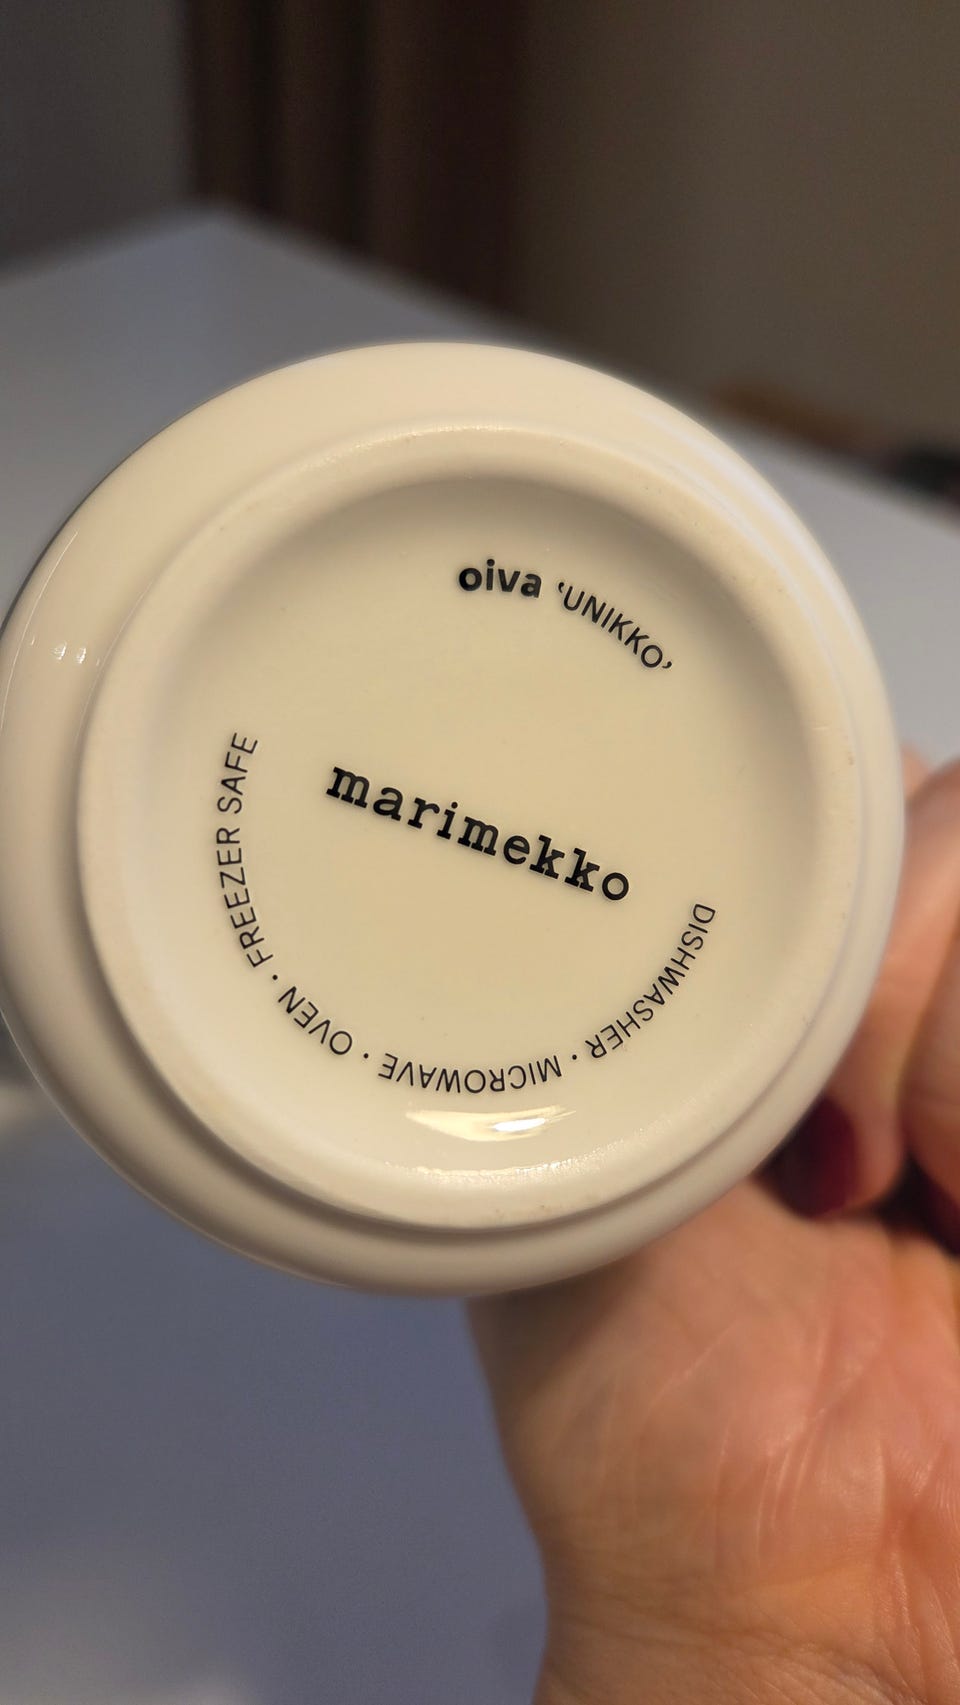 oiva ‘UNIKKO’
marimekko
DISHWASHER · MICROWAVE · OVEN · FREEZER SAFE